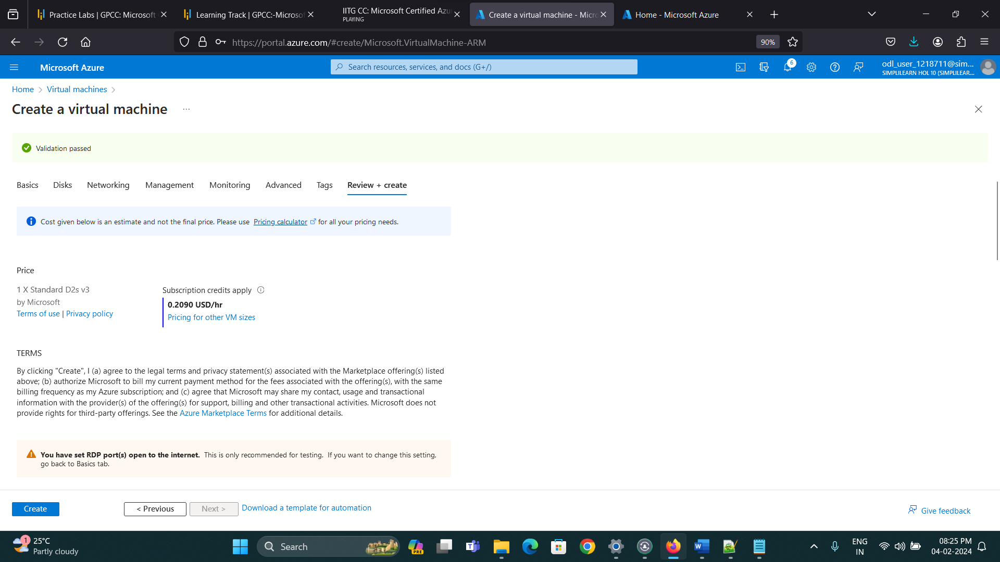 Practice Labs | GPCC: Microsoft
Learning Track | GPCC:-Microsof
IITG CC: Microsoft Certified Azu
PLAYING
Create a virtual machine - Micro
Home - Microsoft Azure
https://portal.azure.com/#create/Microsoft.VirtualMachine-ARM
90%
Microsoft Azure
Search resources, services, and docs (G+/)
6
odl_user_1218711@sim...
SIMPLILEARN HOL 10 (SIMPLILEAR...
Home > Virtual machines >
Create a virtual machine ...
Validation passed
Basics Disks Networking Management Monitoring Advanced Tags Review + create
Cost given below is an estimate and not the final price. Please use Pricing calculator for all your pricing needs.
Price
1 X Standard D2s v3
by Microsoft
Terms of use | Privacy policy
Subscription credits apply
0.2090 USD/hr
Pricing for other VM sizes
TERMS
By clicking "Create", I (a) agree to the legal terms and privacy statement(s) associated with the Marketplace offering(s) listed
above; (b) authorize Microsoft to bill my current payment method for the fees associated with the offering(s), with the same
billing frequency as my Azure subscription; and (c) agree that Microsoft may share my contact, usage and transactional
information with the provider(s) of the offering(s) for support, billing and other transactional activities. Microsoft does not
provide rights for third-party offerings. See the Azure Marketplace Terms for additional details.
You have set RDP port(s) open to the internet. This is only recommended for testing. If you want to change this setting,
go back to Basics tab.
Create
< Previous
Next >
Download a template for automation
Give feedback
1
25°C
Partly cloudy
Search
PRE
ENG
IN
08:25 PM
04-02-2024